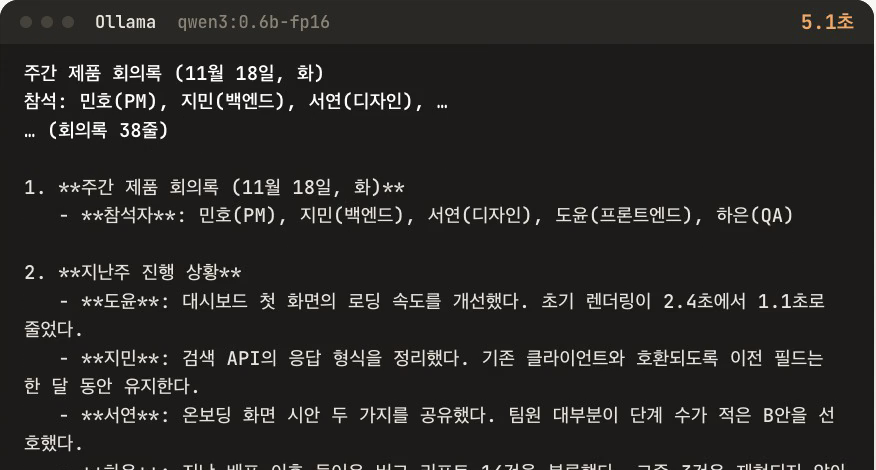 Ollama qwen3:0.6b-fp16 5.1초
주간 제품 회의록 (11월 18일, 화)
참석: 민호(PM), 지민(백엔드), 서연(디자인), …
… (회의록 38줄)
1. **주간 제품 회의록 (11월 18일, 화)**
- **참석자**: 민호(PM), 지민(백엔드), 서연(디자인), 도윤(프론트엔드), 하은(QA)
2. **지난주 진행 상황**
- **도윤**: 대시보드 첫 화면의 로딩 속도를 개선했다. 초기 렌더링이 2.4초에서 1.1초로
줄었다.
- **지민**: 검색 API의 응답 형식을 정리했다. 기존 클라이언트와 호환되도록 이전 필드는
한 달 동안 유지한다.
- **서연**: 온보딩 화면 시안 두 가지를 공유했다. 팀원 대부분이 단계 수가 적은 B안을 선
호했다.